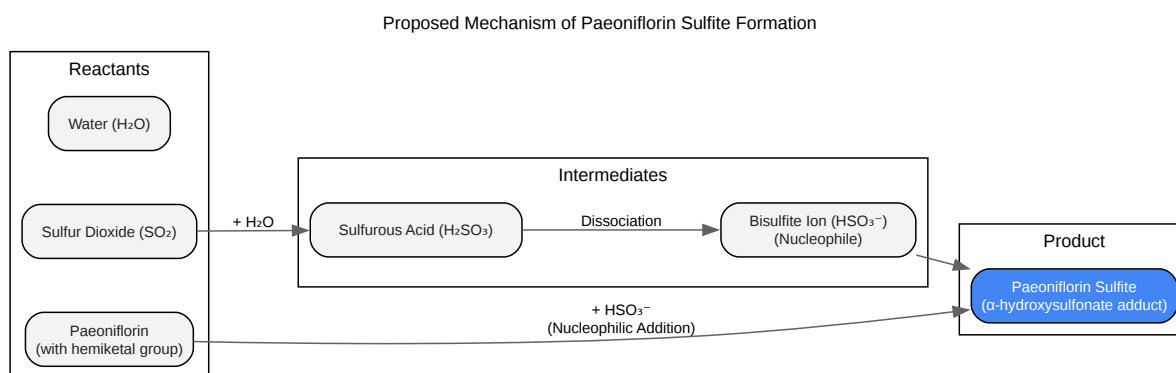 Proposed Mechanism of Paeoniflorin Sulfite Formation
Reactants
Water (H₂O)
Sulfur Dioxide (SO₂)
Paeoniflorin
(with hemiketal group)
+ H₂O
Intermediates
Sulfurous Acid (H₂SO₃)
Dissociation
Bisulfite Ion (HSO₃⁻)
(Nucleophile)
+ HSO₃⁻
(Nucleophilic Addition)
Product
Paeoniflorin Sulfite
(α-hydroxysulfonate adduct)